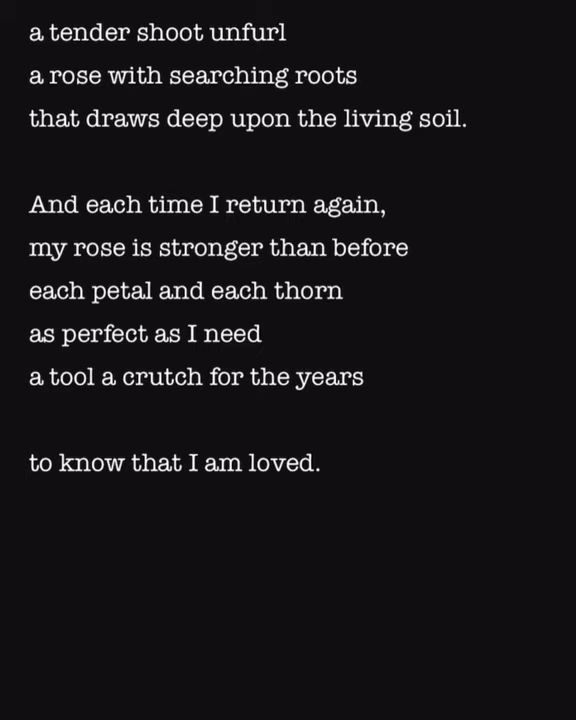 a tender shoot unfurl
a rose with searching roots
that draws deep upon the living soil.
And each time I return again,
my rose is stronger than before
each petal and each thorn
as perfect as I need
a tool a crutch for the years
to know that I am loved.